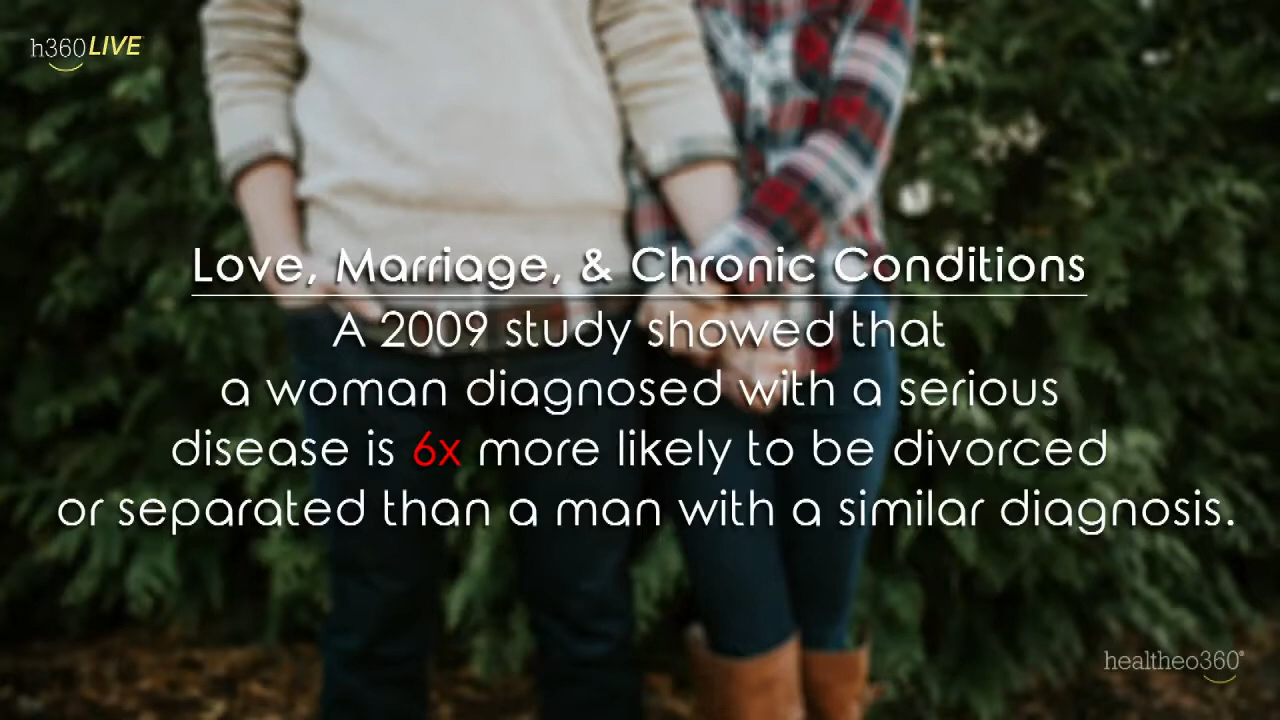 h360LIVE
Love, Marriage, & Chronic Conditions
A 2009 study showed that
a woman diagnosed with a serious
disease is 6x more likely to be divorced
or separated than a man with a similar diagnosis.
healtheo360®